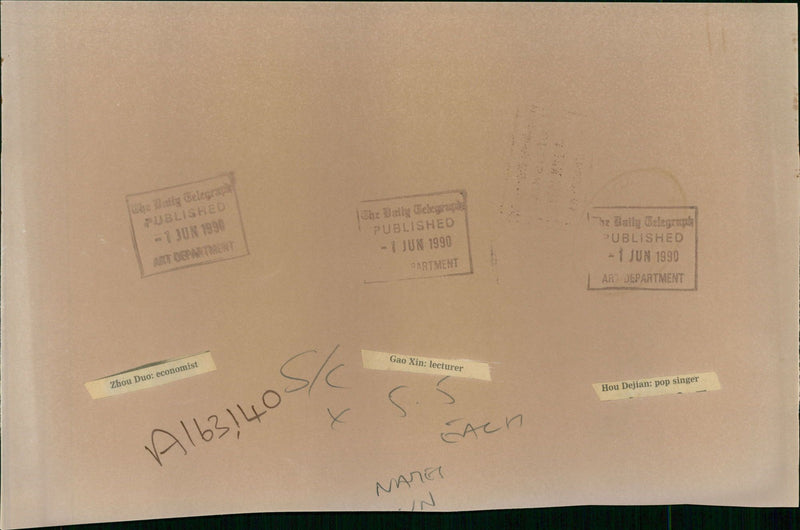 The Daily Telegraph
PUBLISHED
-1 JUN 1990
ART DEPARTMENT
The Daily Telegraph
PUBLISHED
-1 JUN 1990
PARTMENT
he Daily Telegraph
PUBLISHED
-1 JUN 1990
ART DEPARTMENT
Zhou Duo: economist
Gao Xin: lecturer
Hou Dejian: pop singer
A163140
S/C
x 5.5
EACH